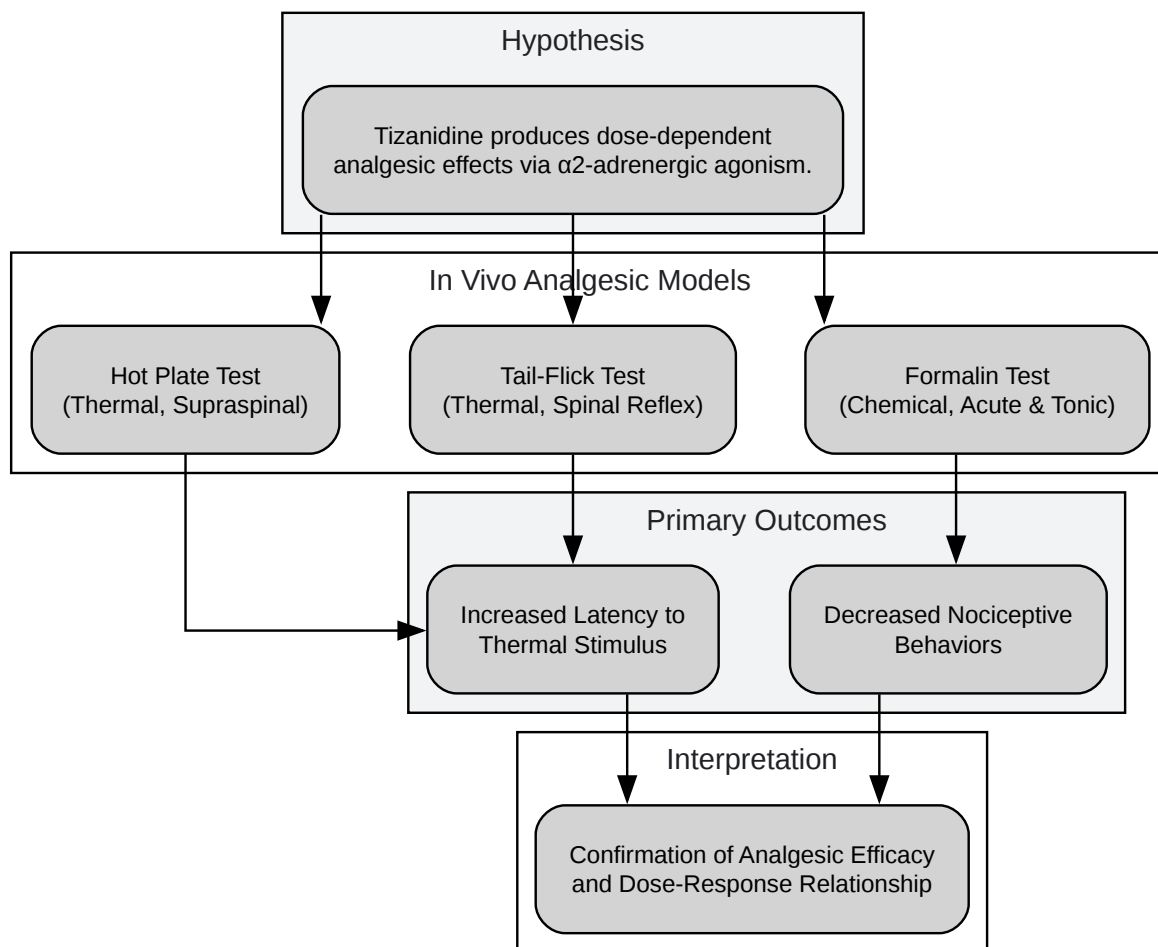 Hypothesis
Tizanidine produces dose-dependent
analgesic effects via α2-adrenergic agonism.
In Vivo Analgesic Models
Hot Plate Test
(Thermal, Supraspinal)
Tail-Flick Test
(Thermal, Spinal Reflex)
Formalin Test
(Chemical, Acute & Tonic)
Primary Outcomes
Increased Latency to
Thermal Stimulus
Decreased Nociceptive
Behaviors
Interpretation
Confirmation of Analgesic Efficacy
and Dose-Response Relationship